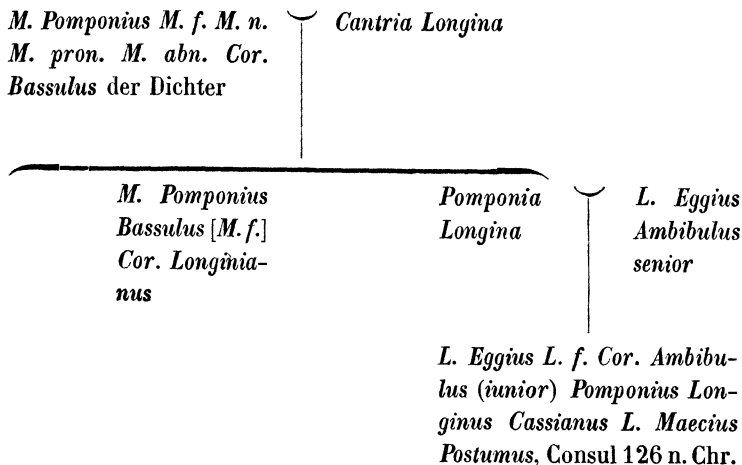 M. Pomponius M. f. M. n.
M. pron. M. abn. Cor.
Bassulus der Dichter
Cantria Longina
M. Pomponius
Bassulus [M. f.]
Cor. Longinia-
nus
Pomponia
Longina
L. Eggius
Ambibulus
senior
L. Eggius L. f. Cor. Ambibu-
lus (iunior) Pomponius Lon-
ginus Cassianus L. Maecius
Postumus, Consul 126 n. Chr.